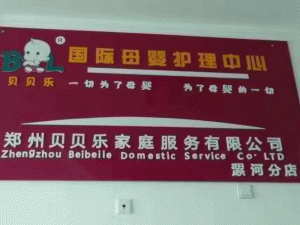 BBL ® 国际母婴护理中心
贝贝乐 一切为了母婴 为了母婴的一切
郑州贝贝乐家庭服务有限公司
Zhengzhou Beibeile Domestic Service Co' LTD
漯河分店